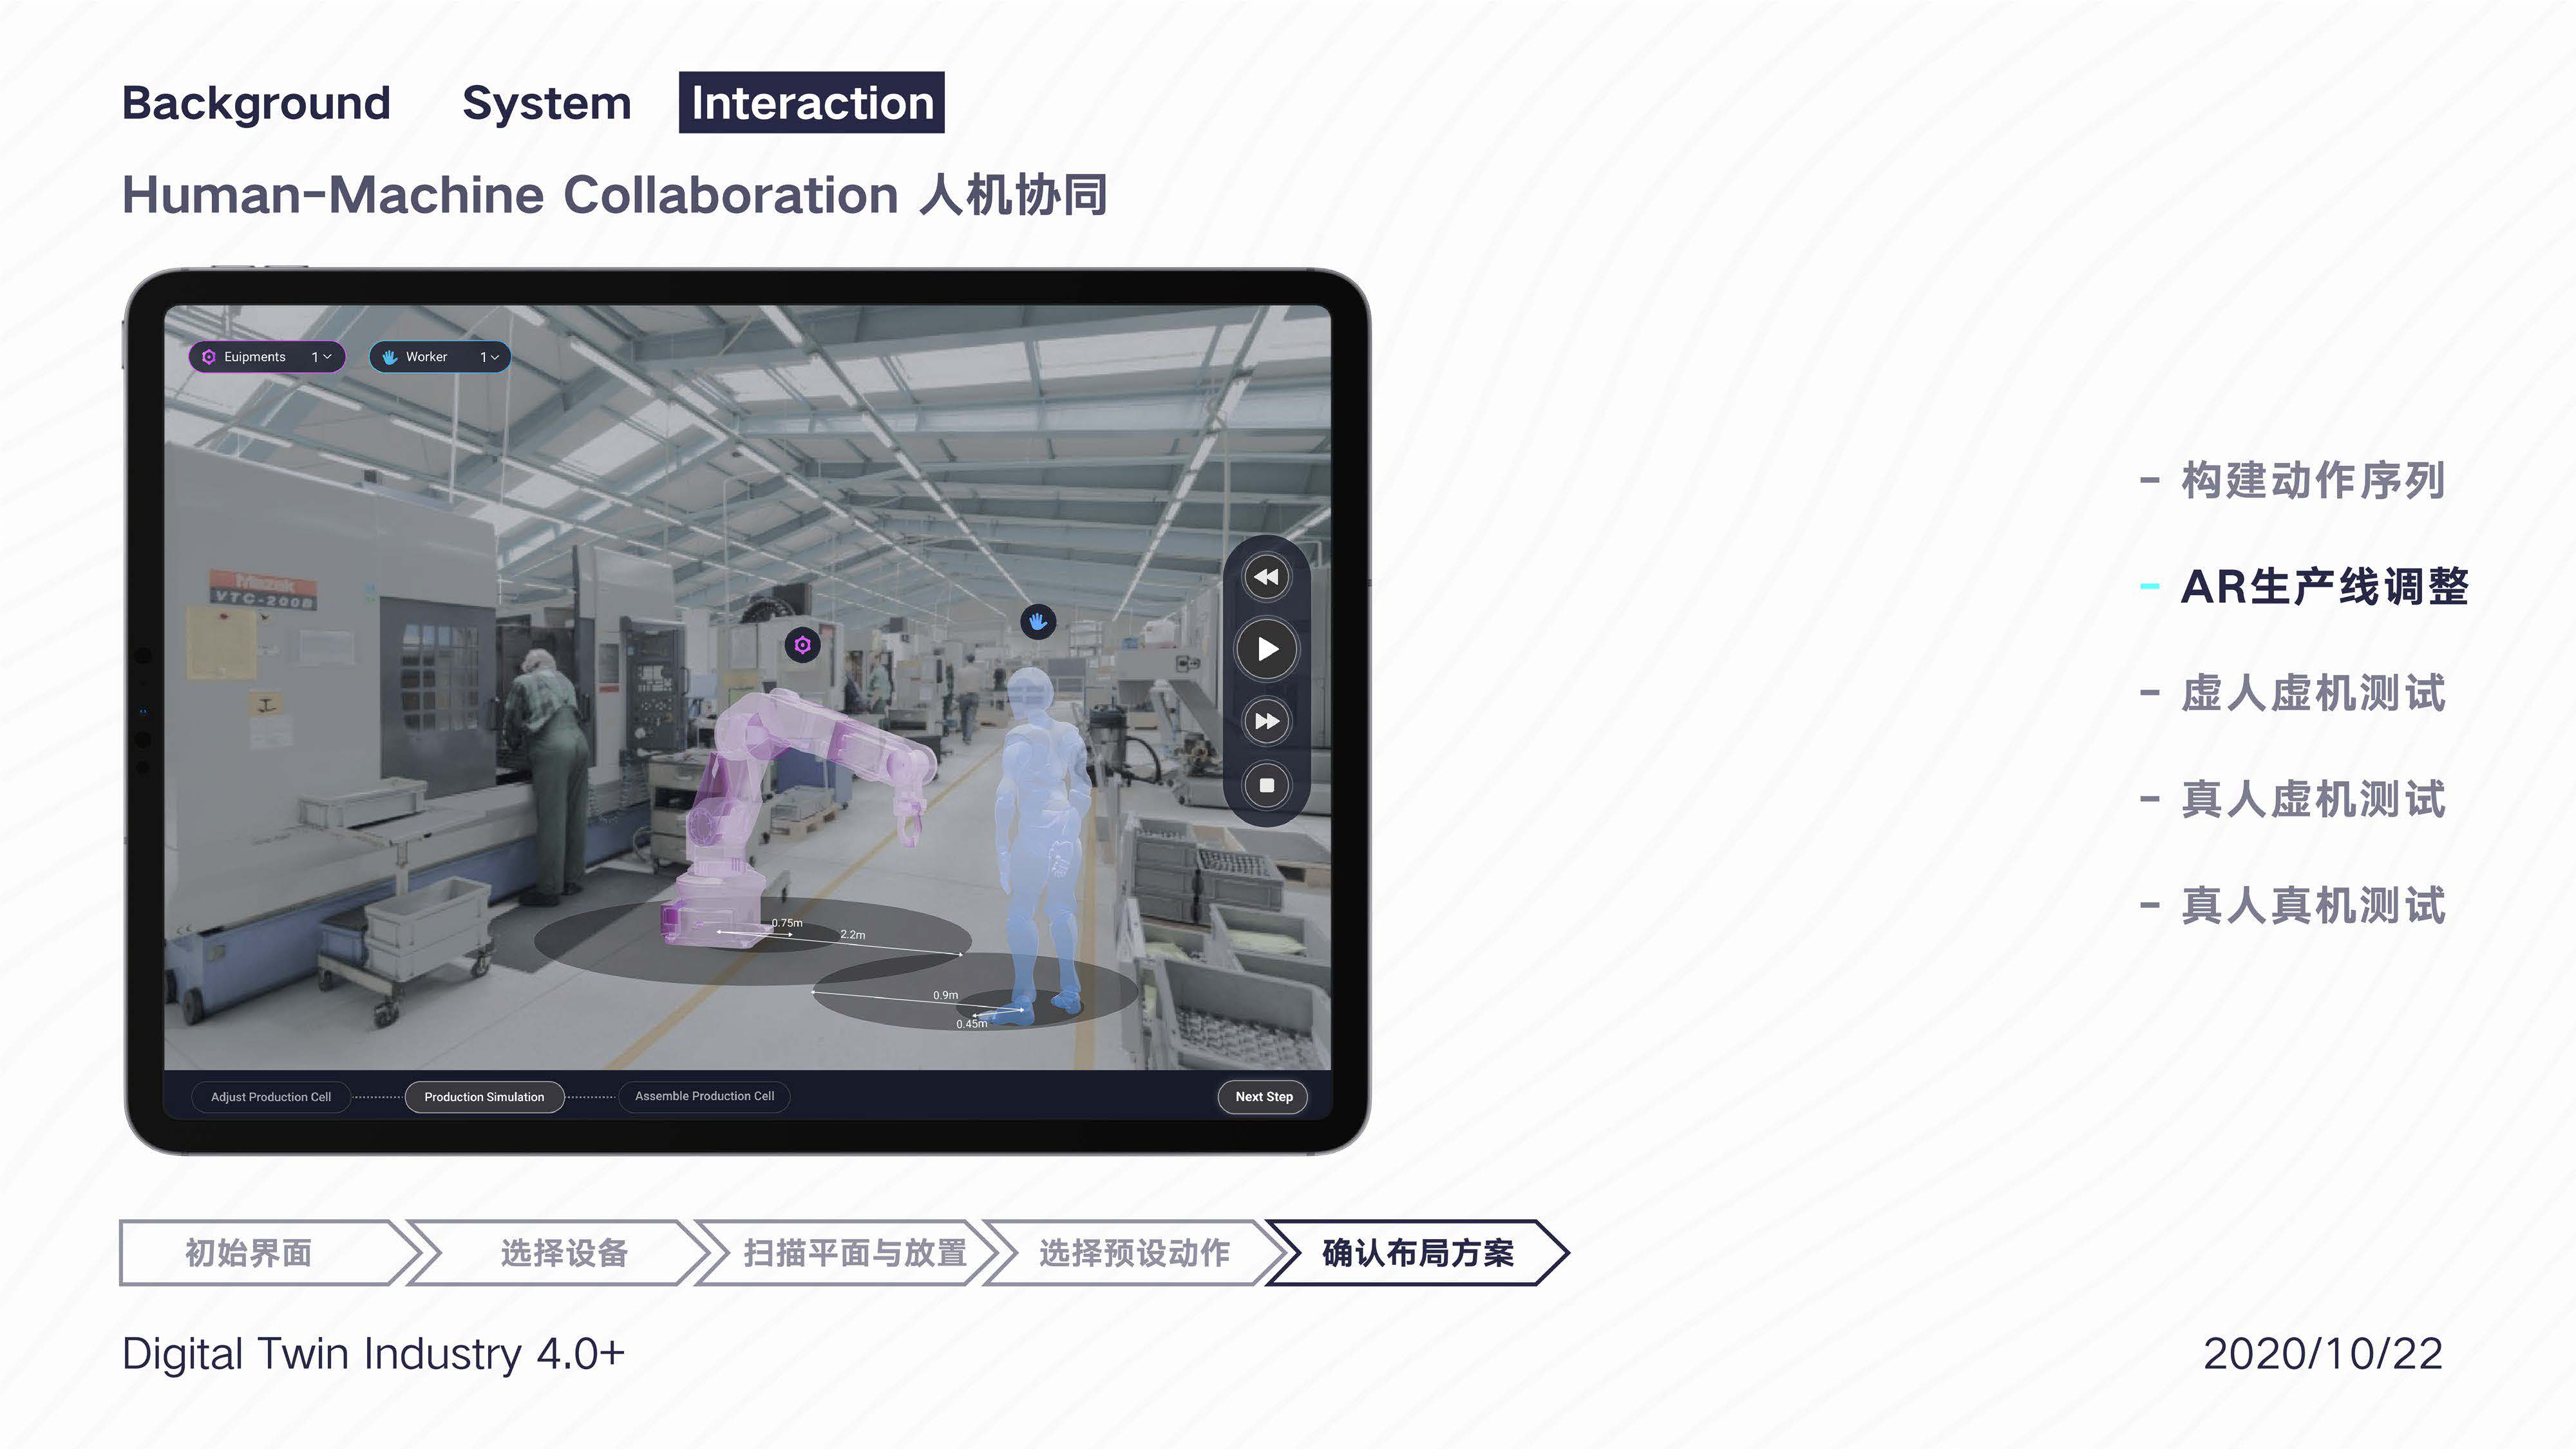 Background System Interaction
Human-Machine Collaboration 人机协同
Euipments 1
Worker 1
Mazak
VTC-200B
0.75m
2.2m
0.9m
0.45m
Adjust Production Cell
Production Simulation
Assemble Production Cell
Next Step
- 构建动作序列
- AR生产线调整
- 虚人虚机测试
- 真人虚机测试
- 真人真机测试
初始界面
选择设备
扫描平面与放置
选择预设动作
确认布局方案
Digital Twin Industry 4.0+
2020/10/22